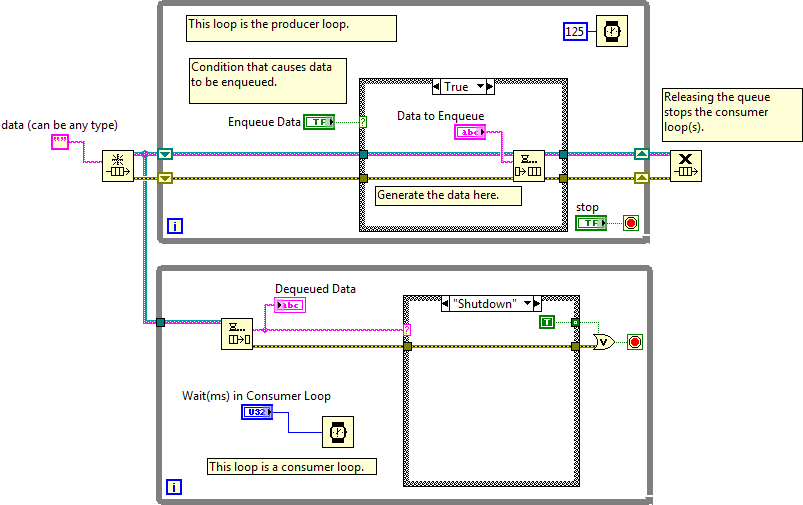 This loop is the producer loop.
125
Condition that causes data
to be enqueued.
True
Releasing the queue
stops the consumer
loop(s).
data (can be any type)
""
Enqueue Data
TF
?
Data to Enqueue
abc
Generate the data here.
stop
TF
i
Dequeued Data
abc
"Shutdown"
T
?
V
Wait(ms) in Consumer Loop
U32
This loop is a consumer loop.
i